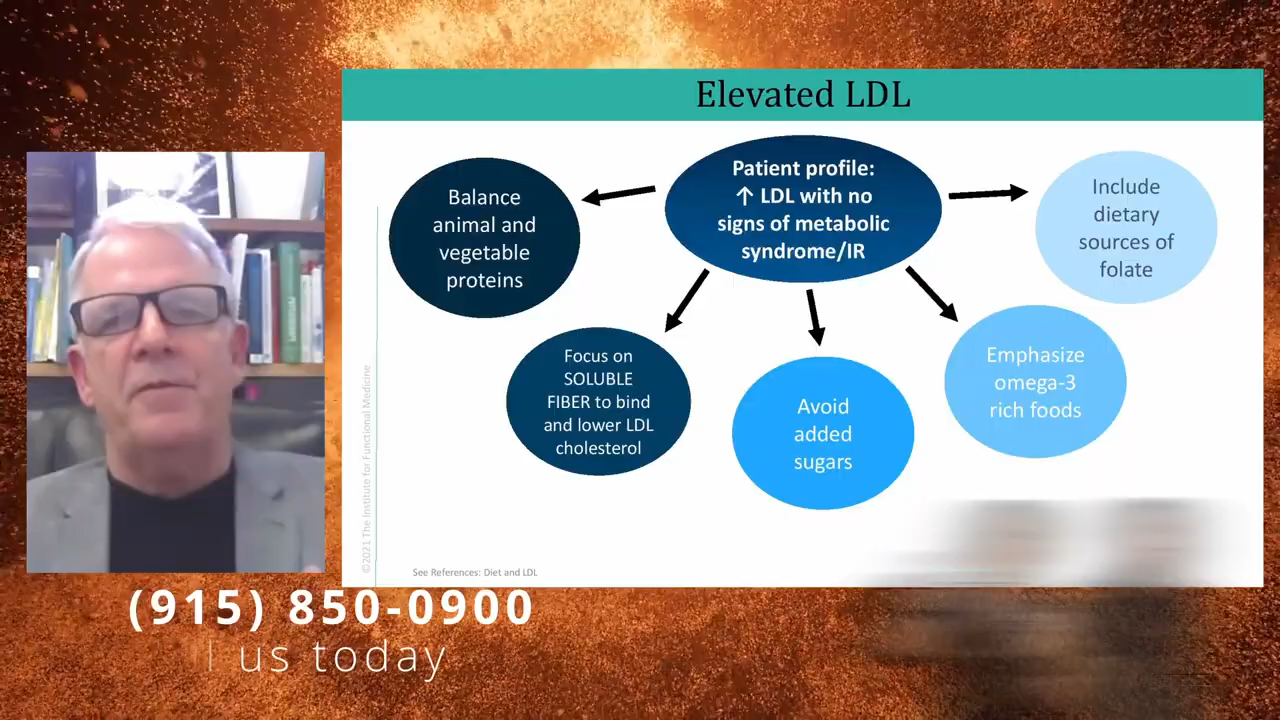 Elevated LDL
Patient profile:
↑ LDL with no
signs of metabolic
syndrome/IR
Balance
animal and
vegetable
proteins
Focus on
SOLUBLE
FIBER to bind
and lower LDL
cholesterol
Avoid
added
sugars
Emphasize
omega-3
rich foods
Include
dietary
sources of
folate
©2021 The Institute for Functional Medicine
See References: Diet and LDL
(915) 850-0900
us today